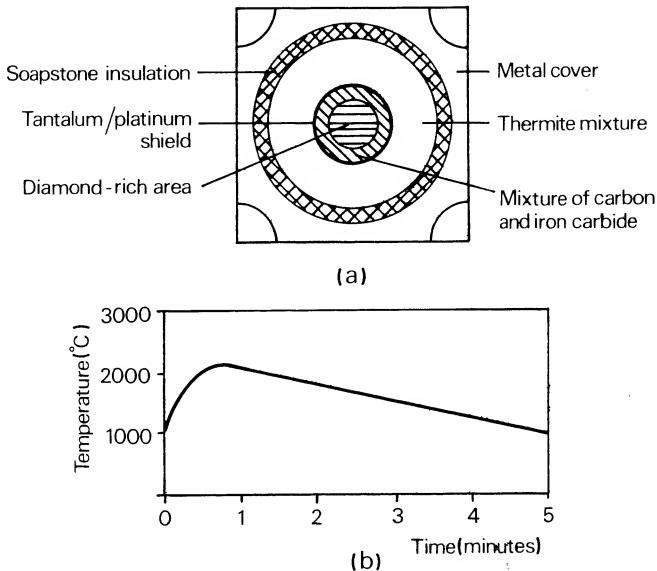 Soapstone insulation
Tantalum/platinum
shield
Diamond-rich area
Metal cover
Thermite mixture
Mixture of carbon
and iron carbide
(a)
Temperature(°C)
3000
2000
1000
0
1
2
3
4
5
Time(minutes)
(b)